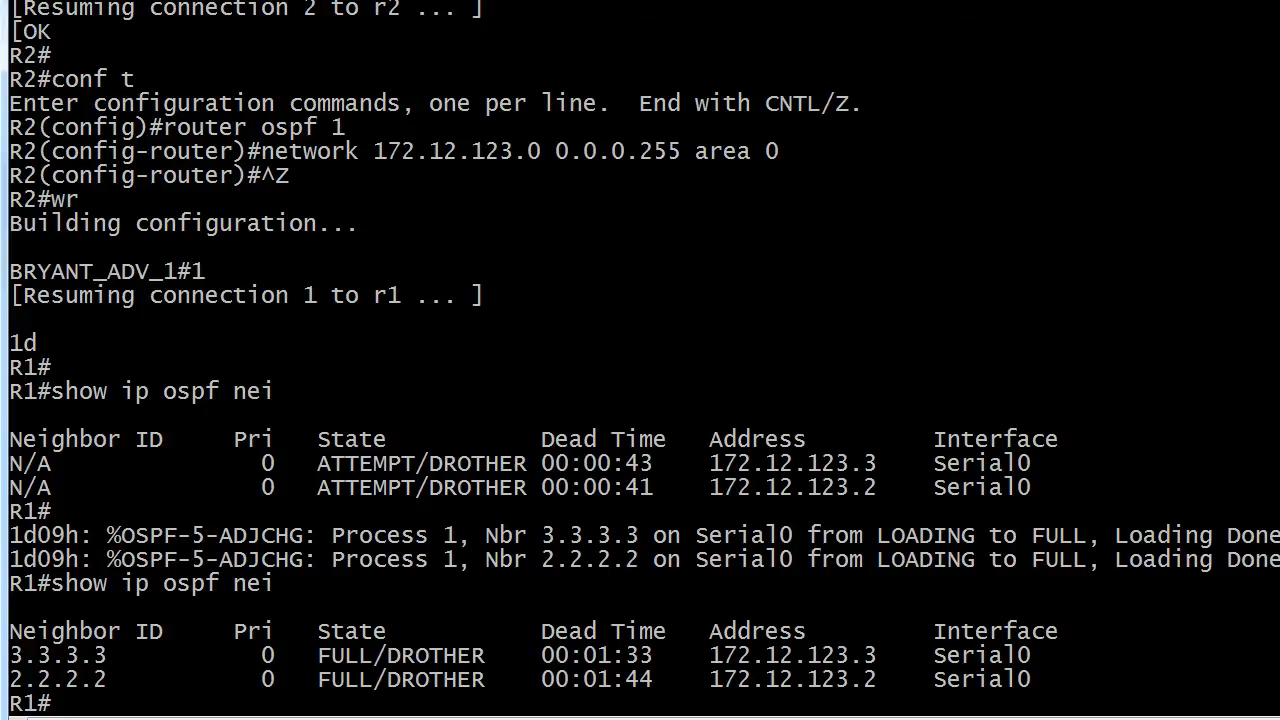 [Resuming connection 2 to r2 ... ]
[OK
R2#
R2#conf t
Enter configuration commands, one per line.  End with CNTL/Z.
R2(config)#router ospf 1
R2(config-router)#network 172.12.123.0 0.0.0.255 area 0
R2(config-router)#^Z
R2#wr
Building configuration...
BRYANT_ADV_1#1
[Resuming connection 1 to r1 ... ]
1d
R1#
R1#show ip ospf nei
Neighbor ID     Pri   State           Dead Time   Address         Interface
N/A               0   ATTEMPT/DROTHER 00:00:43    172.12.123.3    Serial0
N/A               0   ATTEMPT/DROTHER 00:00:41    172.12.123.2    Serial0
R1#
1d09h: %OSPF-5-ADJCHG: Process 1, Nbr 3.3.3.3 on Serial0 from LOADING to FULL, Loading Done
1d09h: %OSPF-5-ADJCHG: Process 1, Nbr 2.2.2.2 on Serial0 from LOADING to FULL, Loading Done
R1#show ip ospf nei
Neighbor ID     Pri   State           Dead Time   Address         Interface
3.3.3.3           0   FULL/DROTHER    00:01:33    172.12.123.3    Serial0
2.2.2.2           0   FULL/DROTHER    00:01:44    172.12.123.2    Serial0
R1#